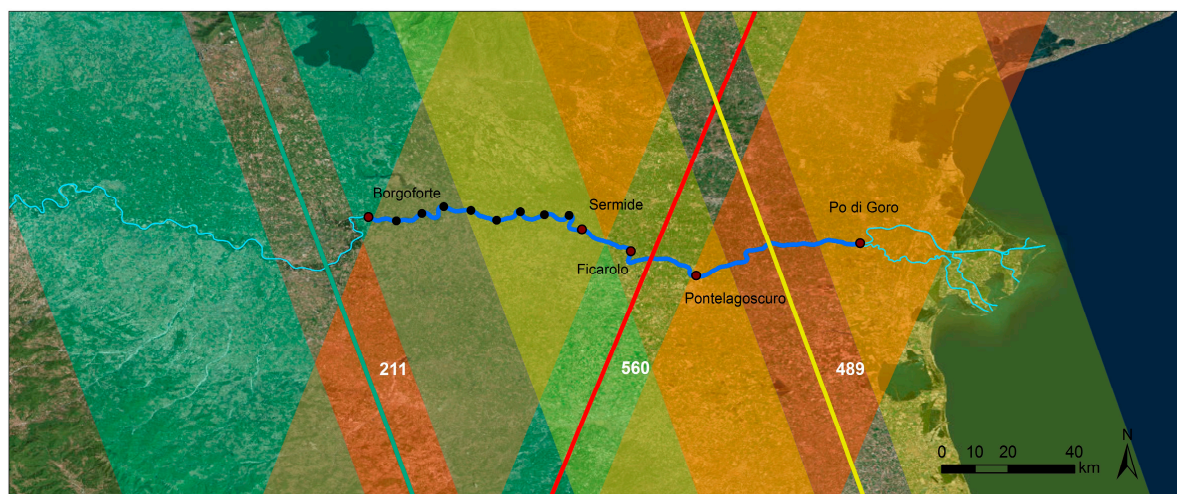 Borgoforte
Sermide
Po di Goro
Ficarolo
Pontelagoscuro
211
560
489
N
0 10 20 40
km